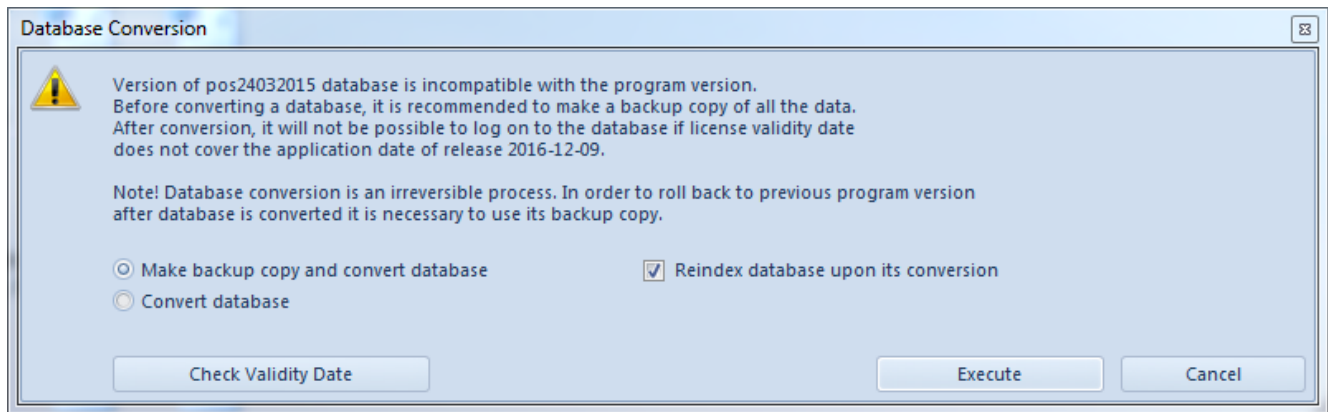 Database Conversion
Version of pos24032015 database is incompatible with the program version.
Before converting a database, it is recommended to make a backup copy of all the data.
After conversion, it will not be possible to log on to the database if license validity date
does not cover the application date of release 2016-12-09.
Note! Database conversion is an irreversible process. In order to roll back to previous program version
after database is converted it is necessary to use its backup copy.
Make backup copy and convert database
Reindex database upon its conversion
Convert database
Check Validity Date
Execute
Cancel